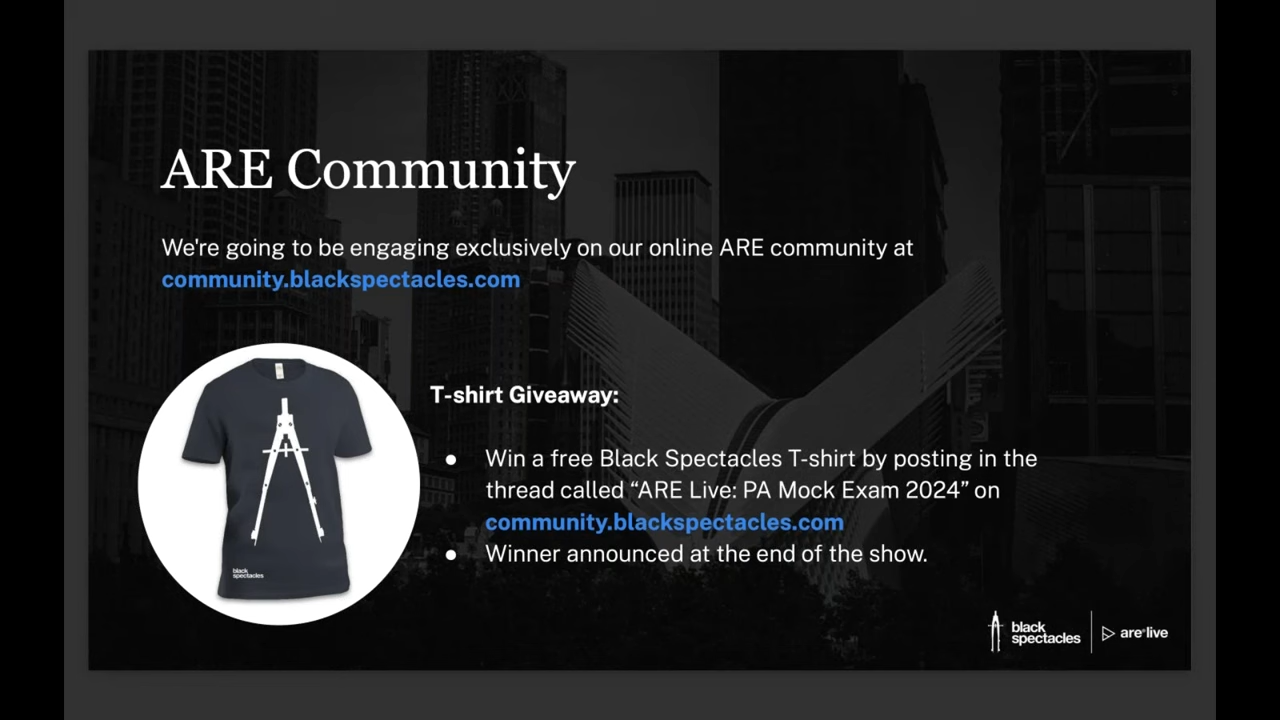 ARE Community
We're going to be engaging exclusively on our online ARE community at
community.blackspectacles.com
T-shirt Giveaway:
● Win a free Black Spectacles T-shirt by posting in the
thread called “ARE Live: PA Mock Exam 2024” on
community.blackspectacles.com
● Winner announced at the end of the show.
black
spectacles
black
spectacles
are®live